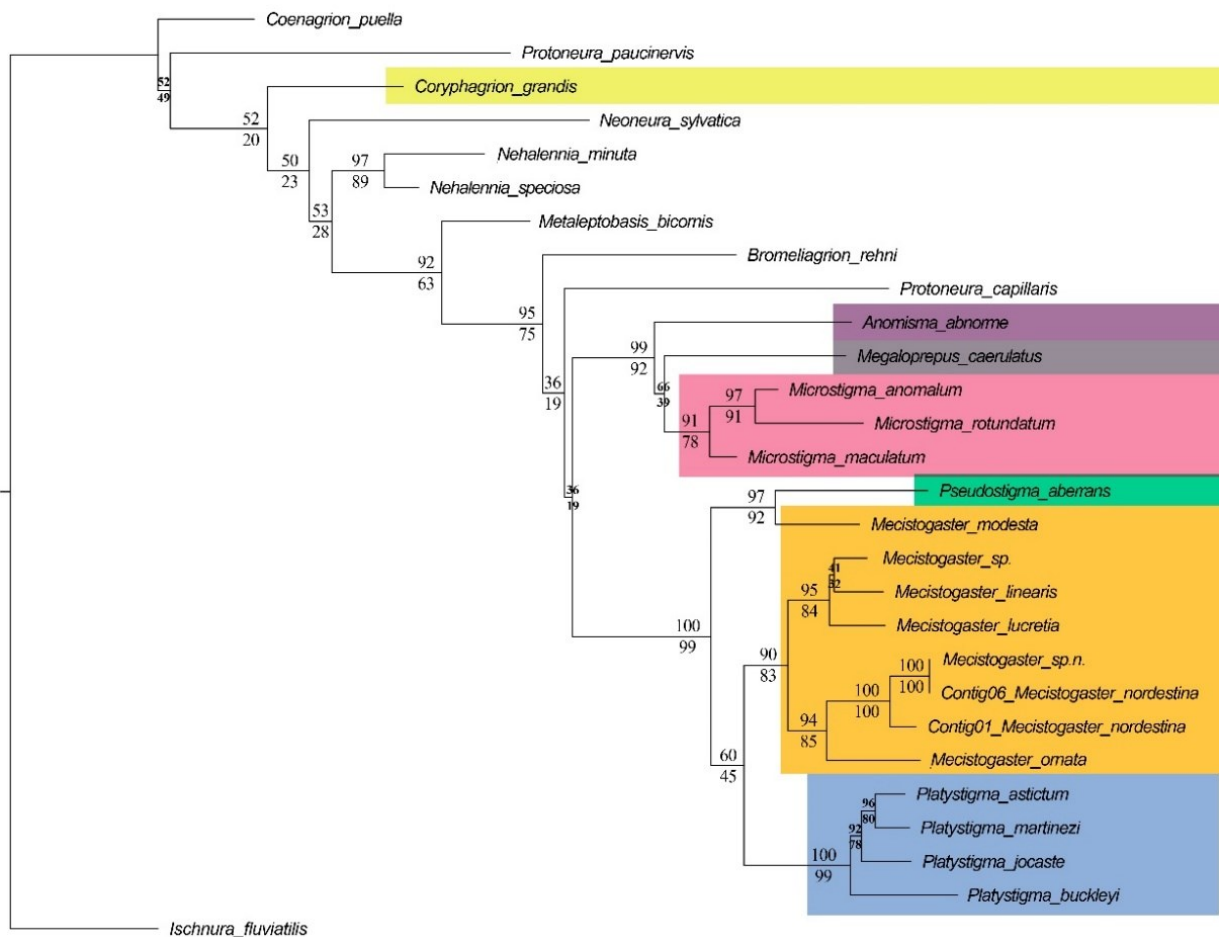 Coenagrion_puella
Protoneura_paucinervis
52
49
Coryphagrion_grandis
52
20
Neoneura_sylvatica
50
23
Nehalennia_minuta
97
89
Nehalennia_speciosa
53
28
Metaleptobasis_bicornis
92
63
Bromeliagrion_rehni
95
75
Protoneura_capillaris
36
19
Anomisma_abnorme
99
92
Megaloprepus_caerulatus
66
39
Microstigma_anomalum
97
91
Microstigma_rotundatum
91
78
Microstigma_maculatum
36
19
Pseudostigma_aberrans
97
92
Mecistogaster_modesta
Mecistogaster_sp.
41
32
Mecistogaster_linearis
95
84
Mecistogaster_lucretia
100
99
90
83
Mecistogaster_sp.n.
100
100
Contig06_Mecistogaster_nordestina
100
100
Contig01_Mecistogaster_nordestina
94
85
Mecistogaster_ornata
60
45
Platystigma_astictum
96
80
Platystigma_martinezi
92
78
Platystigma_jocaste
100
99
Platystigma_buckleyi
Ischnura_fluviatilis